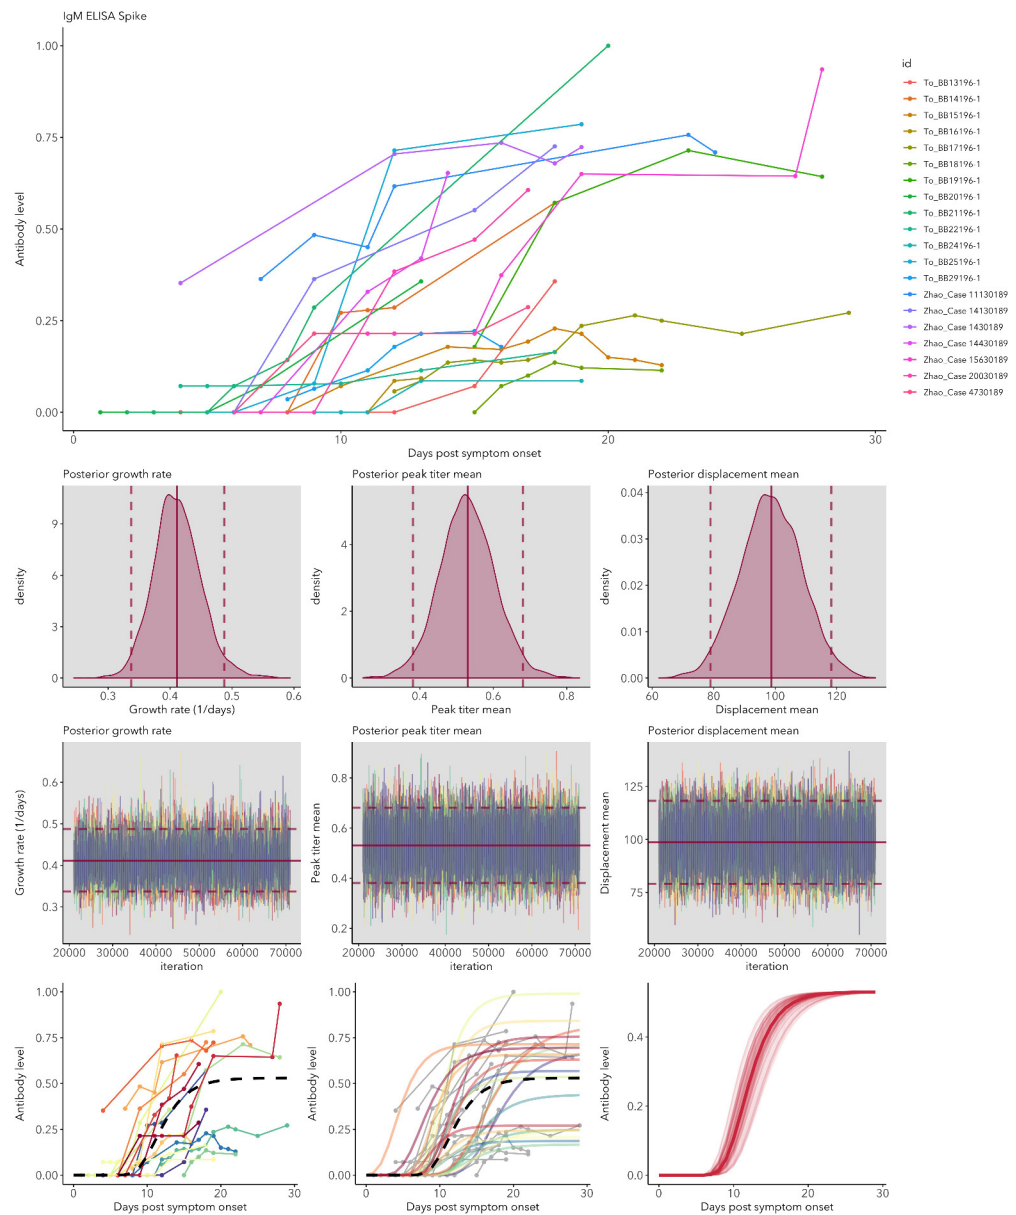 IgM ELISA Spike
Antibody level
1.00
0.75
0.50
0.25
0.00
0 10 20 30
Days post symptom onset
id
To_BB13196-1
To_BB14196-1
To_BB15196-1
To_BB16196-1
To_BB17196-1
To_BB18196-1
To_BB19196-1
To_BB20196-1
To_BB21196-1
To_BB22196-1
To_BB24196-1
To_BB25196-1
To_BB29196-1
Zhao_Case 11130189
Zhao_Case 14130189
Zhao_Case 1430189
Zhao_Case 14430189
Zhao_Case 15630189
Zhao_Case 20030189
Zhao_Case 4730189
Posterior growth rate
density
9
6
3
0
0.3 0.4 0.5 0.6
Growth rate (1/days)
Posterior peak titer mean
density
4
2
0
0.4 0.6 0.8
Peak titer mean
Posterior displacement mean
density
0.04
0.03
0.02
0.01
0.00
60 80 100 120
Displacement mean
Posterior growth rate
Growth rate (1/days)
0.6
0.5
0.4
0.3
20000 30000 40000 50000 60000 70000
iteration
Posterior peak titer mean
Peak titer mean
0.8
0.6
0.4
0.2
20000 30000 40000 50000 60000 70000
iteration
Posterior displacement mean
Displacement mean
125
100
75
20000 30000 40000 50000 60000 70000
iteration
Antibody level
1.00
0.75
0.50
0.25
0.00
0 10 20 30
Days post symptom onset
Antibody level
1.00
0.75
0.50
0.25
0.00
0 10 20 30
Days post symptom onset
Antibody level
0.4
0.2
0.0
0 10 20 30
Days post symptom onset